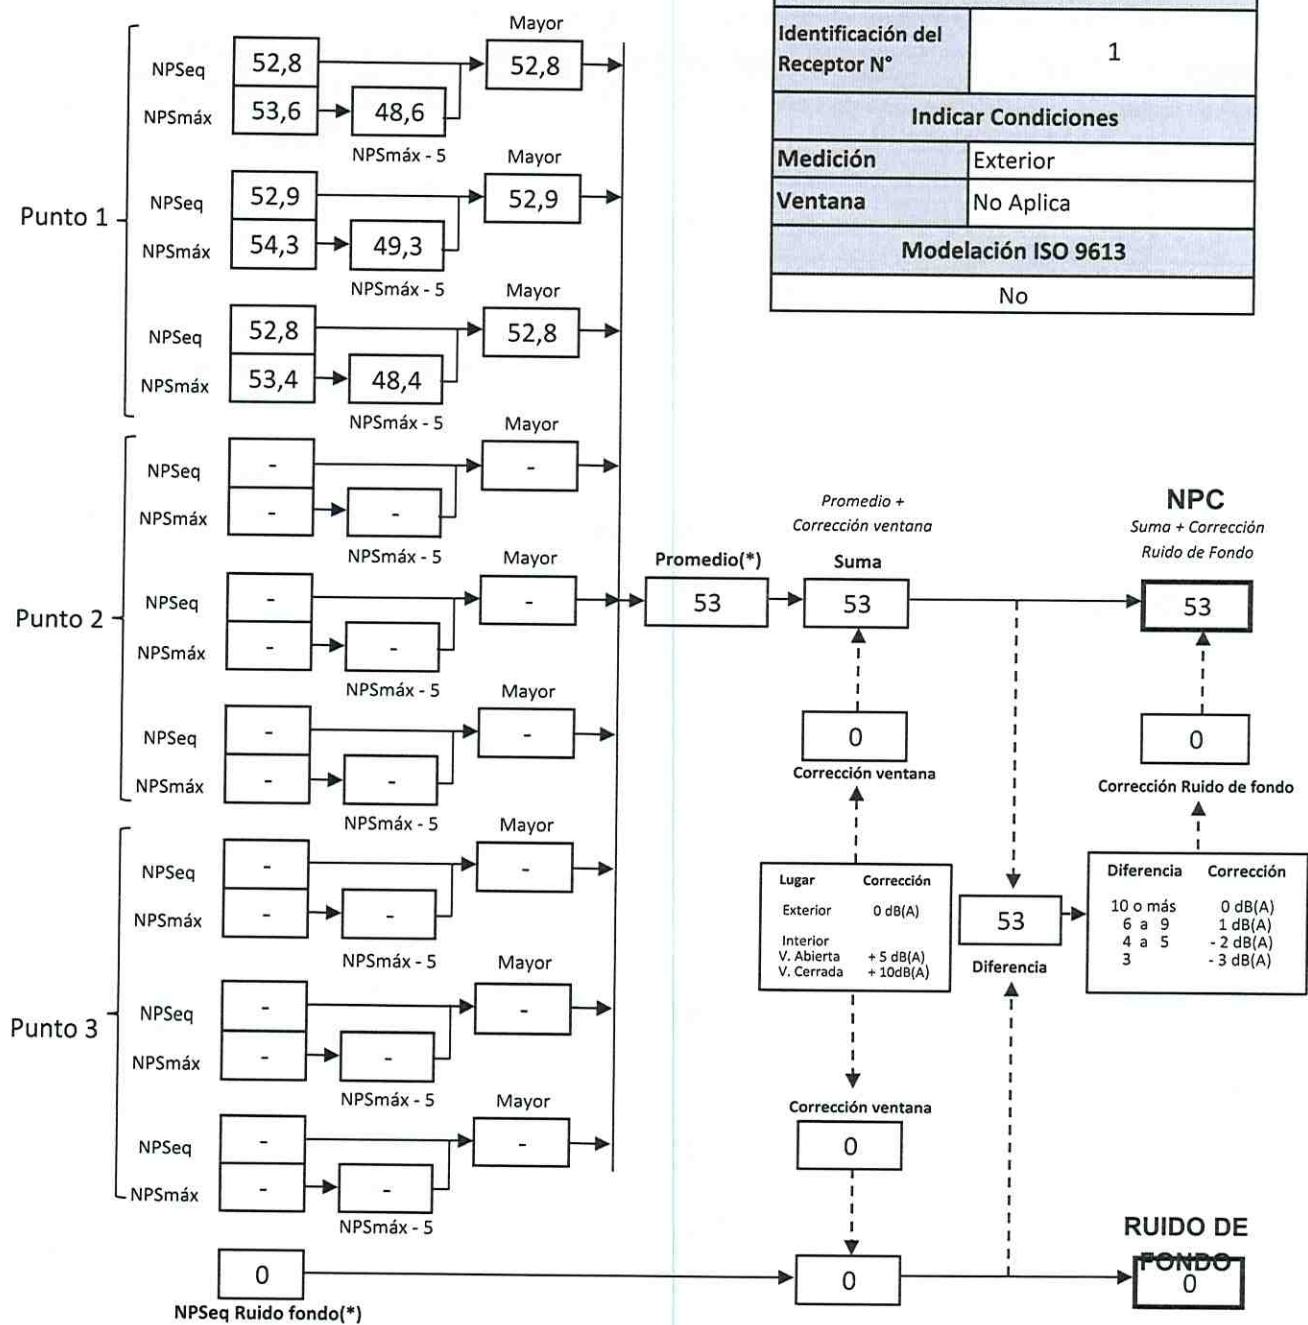 Identificación del
Receptor N°
1
Indicar Condiciones
Medición Exterior
Ventana No Aplica
Modelación ISO 9613
No
Punto 1
Mayor
NPSeq 52,8 52,8
NPSmáx 53,6 48,6
NPSmáx - 5
Mayor
NPSeq 52,9 52,9
NPSmáx 54,3 49,3
NPSmáx - 5
Mayor
NPSeq 52,8 52,8
NPSmáx 53,4 48,4
NPSmáx - 5
Punto 2
Mayor
NPSeq - -
NPSmáx - -
NPSmáx - 5
Mayor
NPSeq - -
NPSmáx - -
NPSmáx - 5
Mayor
NPSeq - -
NPSmáx - -
NPSmáx - 5
Punto 3
Mayor
NPSeq - -
NPSmáx - -
NPSmáx - 5
Mayor
NPSeq - -
NPSmáx - -
NPSmáx - 5
Mayor
NPSeq - -
NPSmáx - -
NPSmáx - 5
0
NPSeq Ruido fondo(*)
Promedio(*)
53
Promedio +
Corrección ventana
Suma
53
0
Corrección ventana
Lugar Corrección
Exterior 0 dB(A)
Interior
V. Abierta + 5 dB(A)
V. Cerrada + 10dB(A)
Corrección ventana
0
0
53
Diferencia
NPC
Suma + Corrección
Ruido de Fondo
53
0
Corrección Ruido de fondo
Diferencia Corrección
10 o más 0 dB(A)
6 a 9 1 dB(A)
4 a 5 - 2 dB(A)
3 - 3 dB(A)
RUIDO DE
FONDO
0